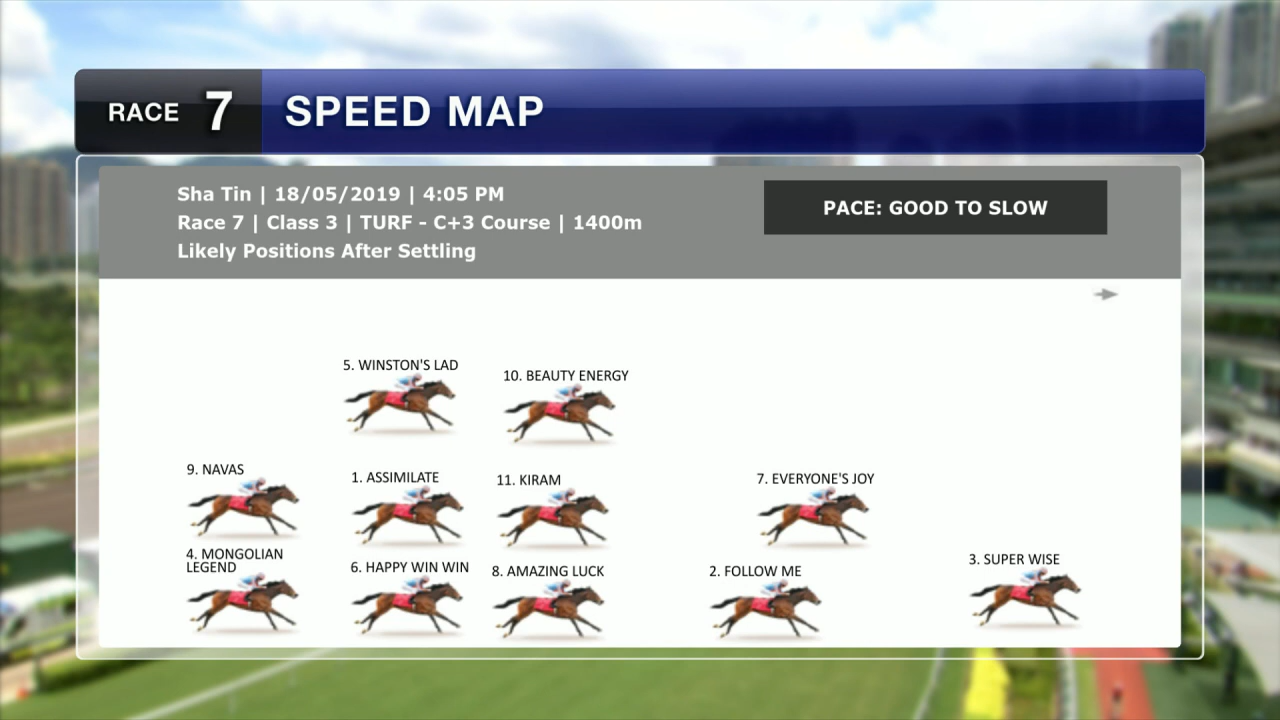 RACE 7 SPEED MAP
Sha Tin | 18/05/2019 | 4:05 PM
Race 7 | Class 3 | TURF - C+3 Course | 1400m
Likely Positions After Settling
PACE: GOOD TO SLOW
5. WINSTON'S LAD
10. BEAUTY ENERGY
9. NAVAS
1. ASSIMILATE
11. KIRAM
7. EVERYONE'S JOY
4. MONGOLIAN
LEGEND
6. HAPPY WIN WIN
8. AMAZING LUCK
2. FOLLOW ME
3. SUPER WISE